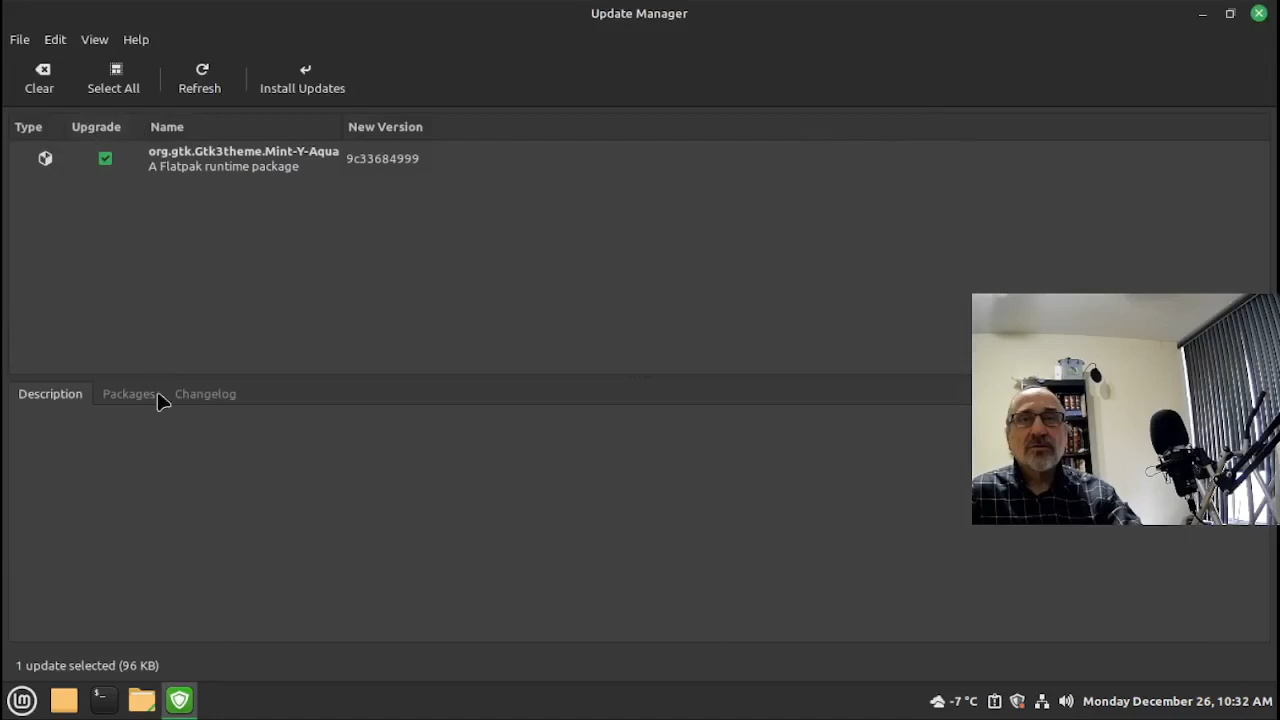 Update Manager
File Edit View Help
Clear Select All Refresh Install Updates
Type Upgrade Name New Version
org.gtk.Gtk3theme.Mint-Y-Aqua 9c33684999
A Flatpak runtime package
Description Packages Changelog
1 update selected (96 KB)
lm $_ -7 °C Monday December 26, 10:32 AM